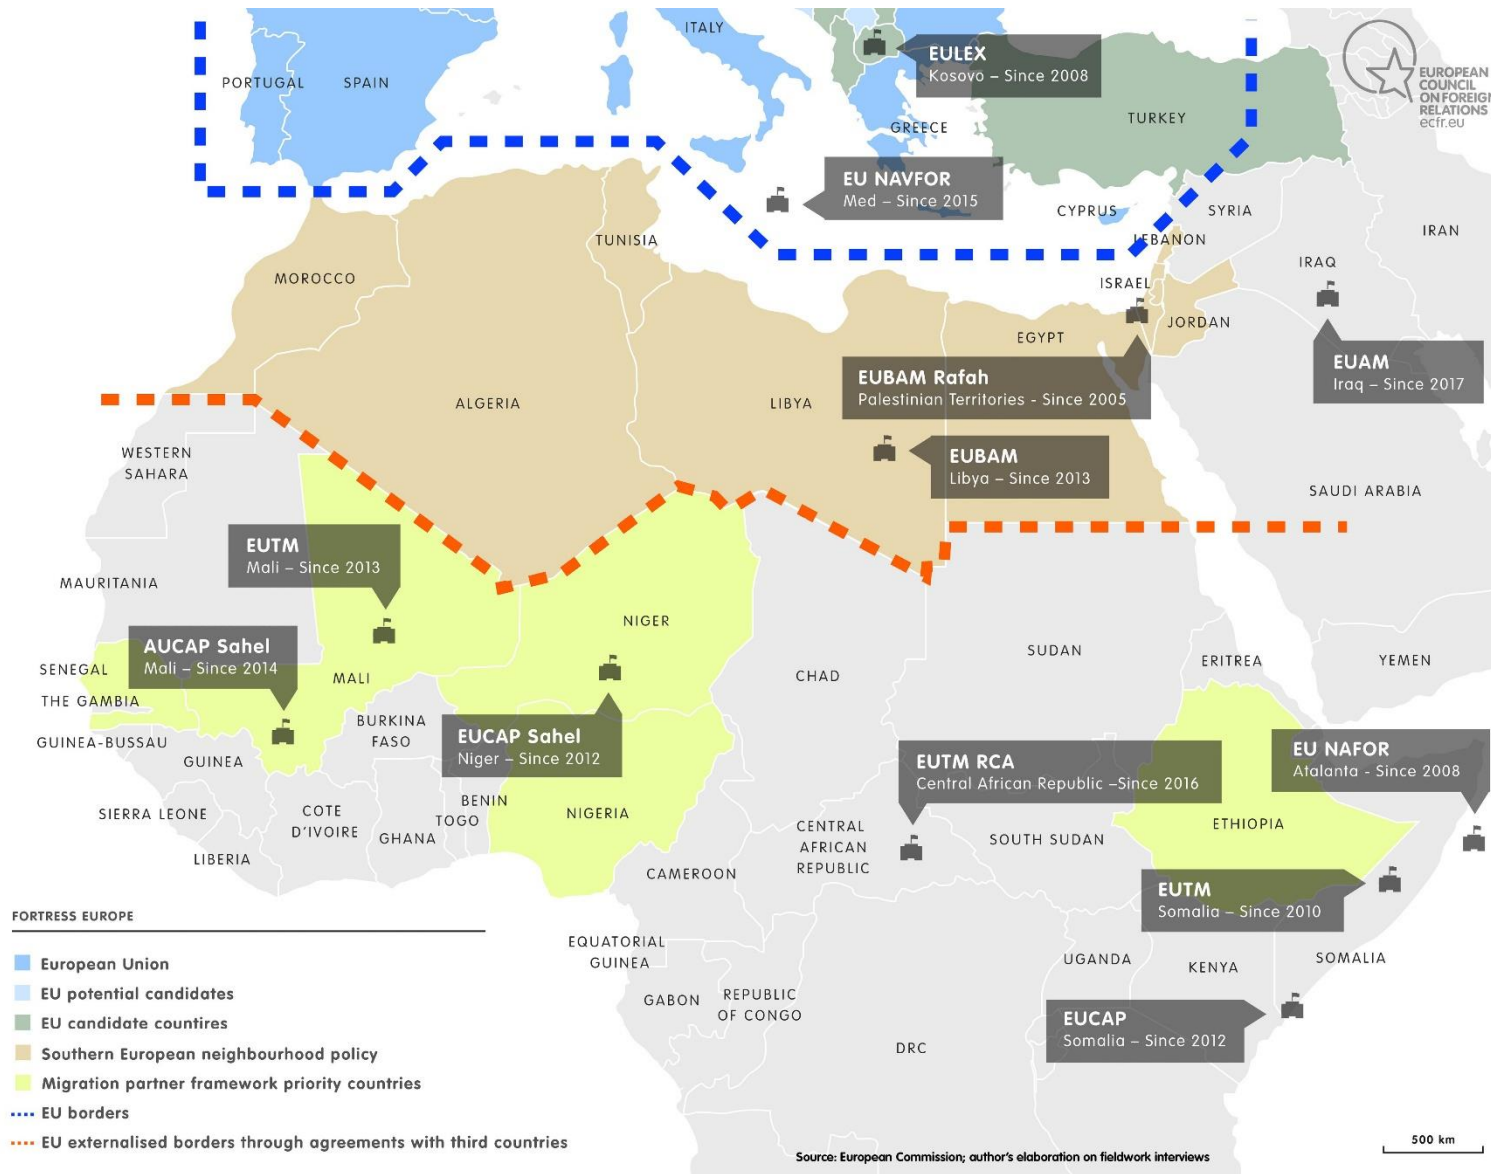 ITALY
PORTUGAL
SPAIN
EULEX
Kosovo – Since 2008
EUROPEAN
COUNCIL
ON FOREIGN
RELATIONS
ecfr.eu
GREECE
TURKEY
EU NAVFOR
Med – Since 2015
CYPRUS
SYRIA
TUNISIA
LEBANON
IRAN
MOROCCO
IRAQ
ISRAEL
JORDAN
EGYPT
EUBAM Rafah
Palestinian Territories - Since 2005
EUAM
Iraq – Since 2017
ALGERIA
LIBYA
EUBAM
Libya – Since 2013
WESTERN
SAHARA
SAUDI ARABIA
EUTM
Mali – Since 2013
MAURITANIA
NIGER
AUCAP Sahel
Mali – Since 2014
SENEGAL
MALI
CHAD
SUDAN
ERITREA
YEMEN
THE GAMBIA
BURKINA
FASO
GUINEA-BUSSAU
GUINEA
EUCAP Sahel
Niger – Since 2012
EUTM RCA
Central African Republic –Since 2016
EU NAFOR
Atalanta - Since 2008
SIERRA LEONE
COTE
D'IVOIRE
BENIN
TOGO
GHANA
NIGERIA
LIBERIA
CENTRAL
AFRICAN
REPUBLIC
SOUTH SUDAN
ETHIOPIA
CAMEROON
EUTM
Somalia – Since 2010
EQUATORIAL
GUINEA
UGANDA
KENYA
SOMALIA
GABON
REPUBLIC
OF CONGO
EUCAP
Somalia – Since 2012
DRC
FORTRESS EUROPE
European Union
EU potential candidates
EU candidate countires
Southern European neighbourhood policy
Migration partner framework priority countries
EU borders
EU externalised borders through agreements with third countries
500 km
Source: European Commission; author's elaboration on fieldwork interviews